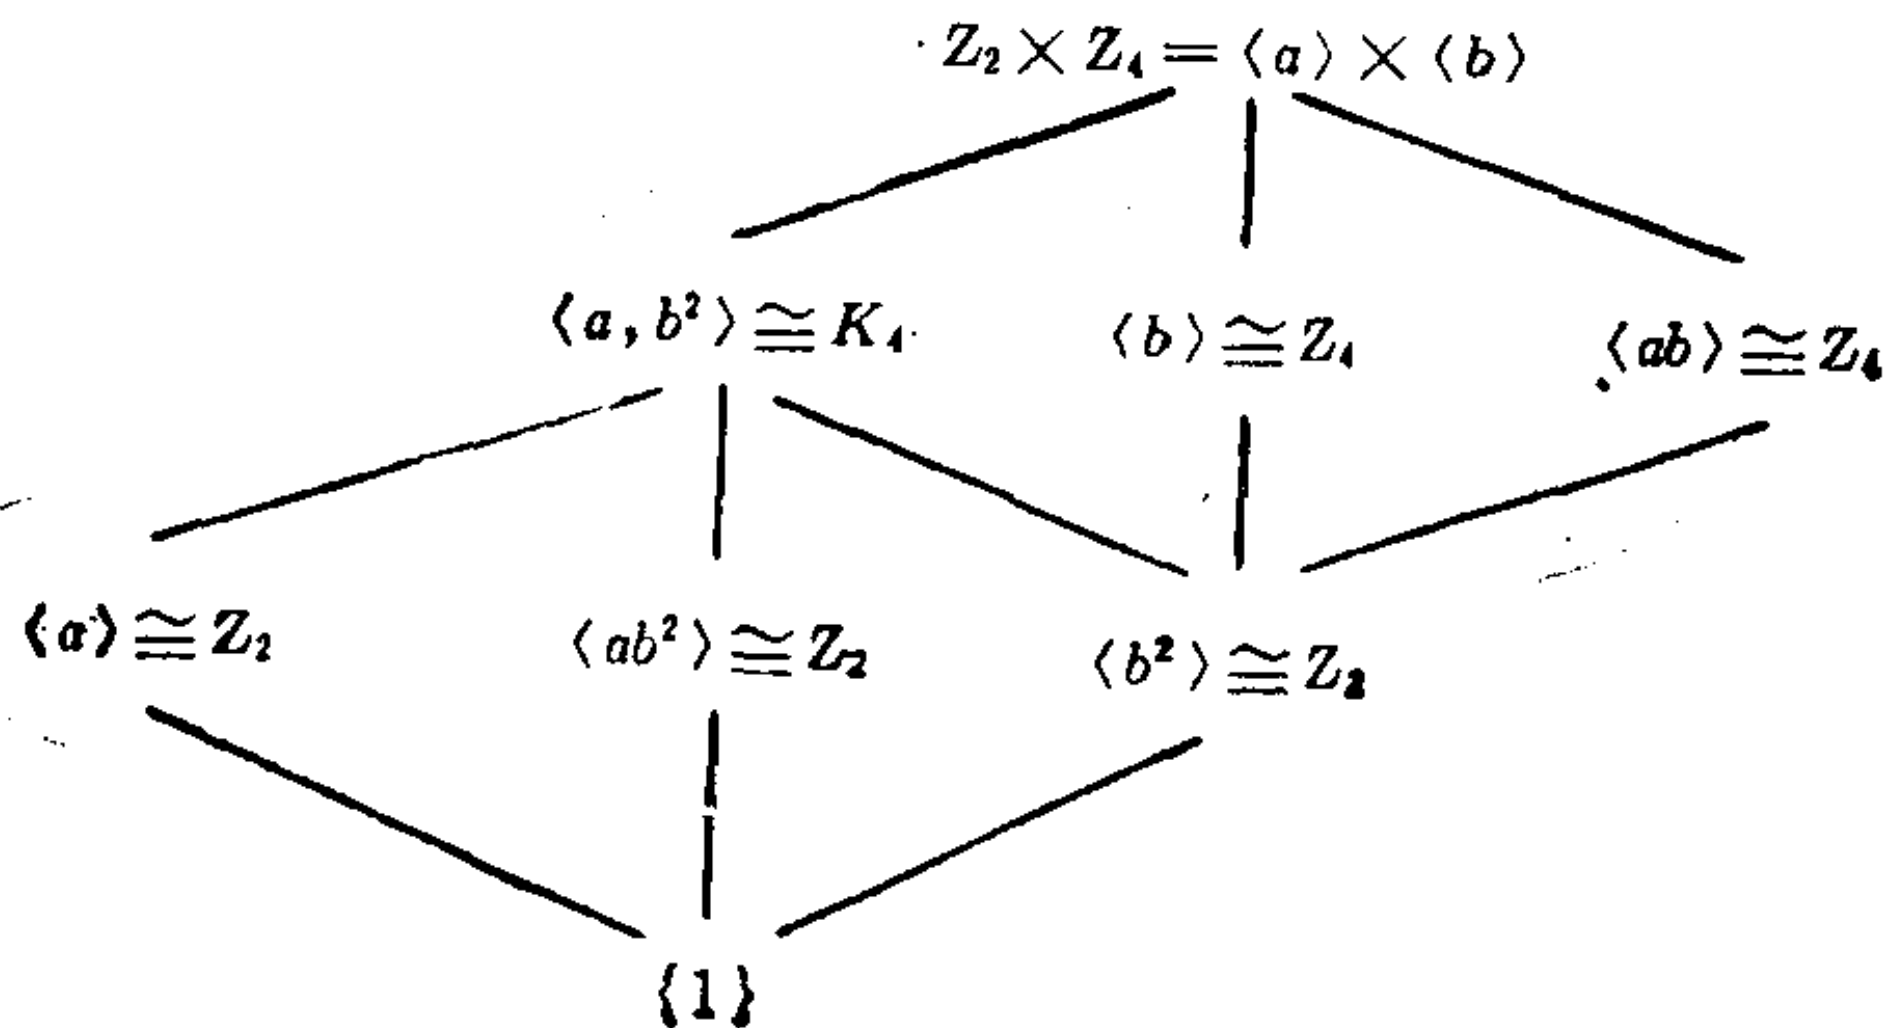 Z₂ × Z₄ = ⟨a⟩ × ⟨b⟩
⟨a, b²⟩ ≅ K₄ ⟨b⟩ ≅ Z₄ ⟨ab⟩ ≅ Z₄
⟨a⟩ ≅ Z₂ ⟨ab²⟩ ≅ Z₂ ⟨b²⟩ ≅ Z₂
{1}